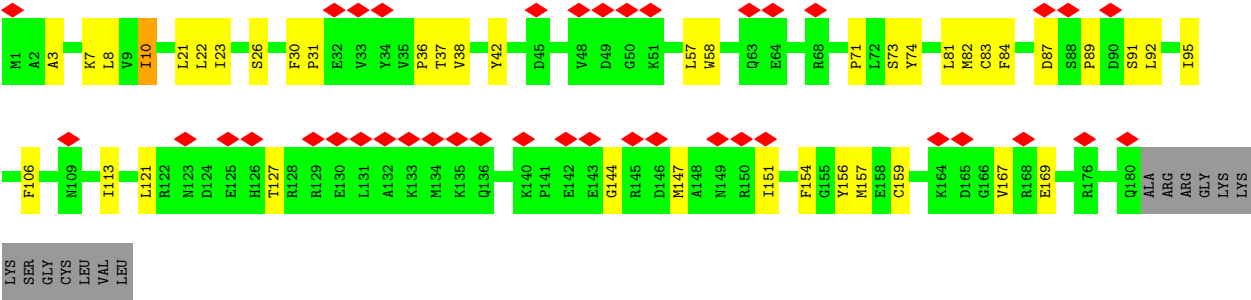 M1 A2 A3 K7 L8 V9 I10 L21 L22 I23 S26 F30 P31 E32 V33 Y34 V35 P36 T37 V38 Y42 D45 V48 D49 G50 K51 L57 W58 Q63 E64 R68 P71 L72 S73 Y74 L81 M82 C83 F84 D87 S88 P89 D90 S91 L92 I95
F106 N109 I113 L121 R122 N123 D124 E125 H126 T127 R128 R129 E130 L131 A132 K133 M134 K135 Q136 K140 P141 E142 E143 G144 R145 D146 M147 A148 N149 R150 I151 F154 G155 Y156 M157 E158 C159 K164 D165 G166 V167 R168 E169 R176 Q180 ALA ARG ARG GLY LYS LYS
LYS SER GLY CYS LEU VAL LEU